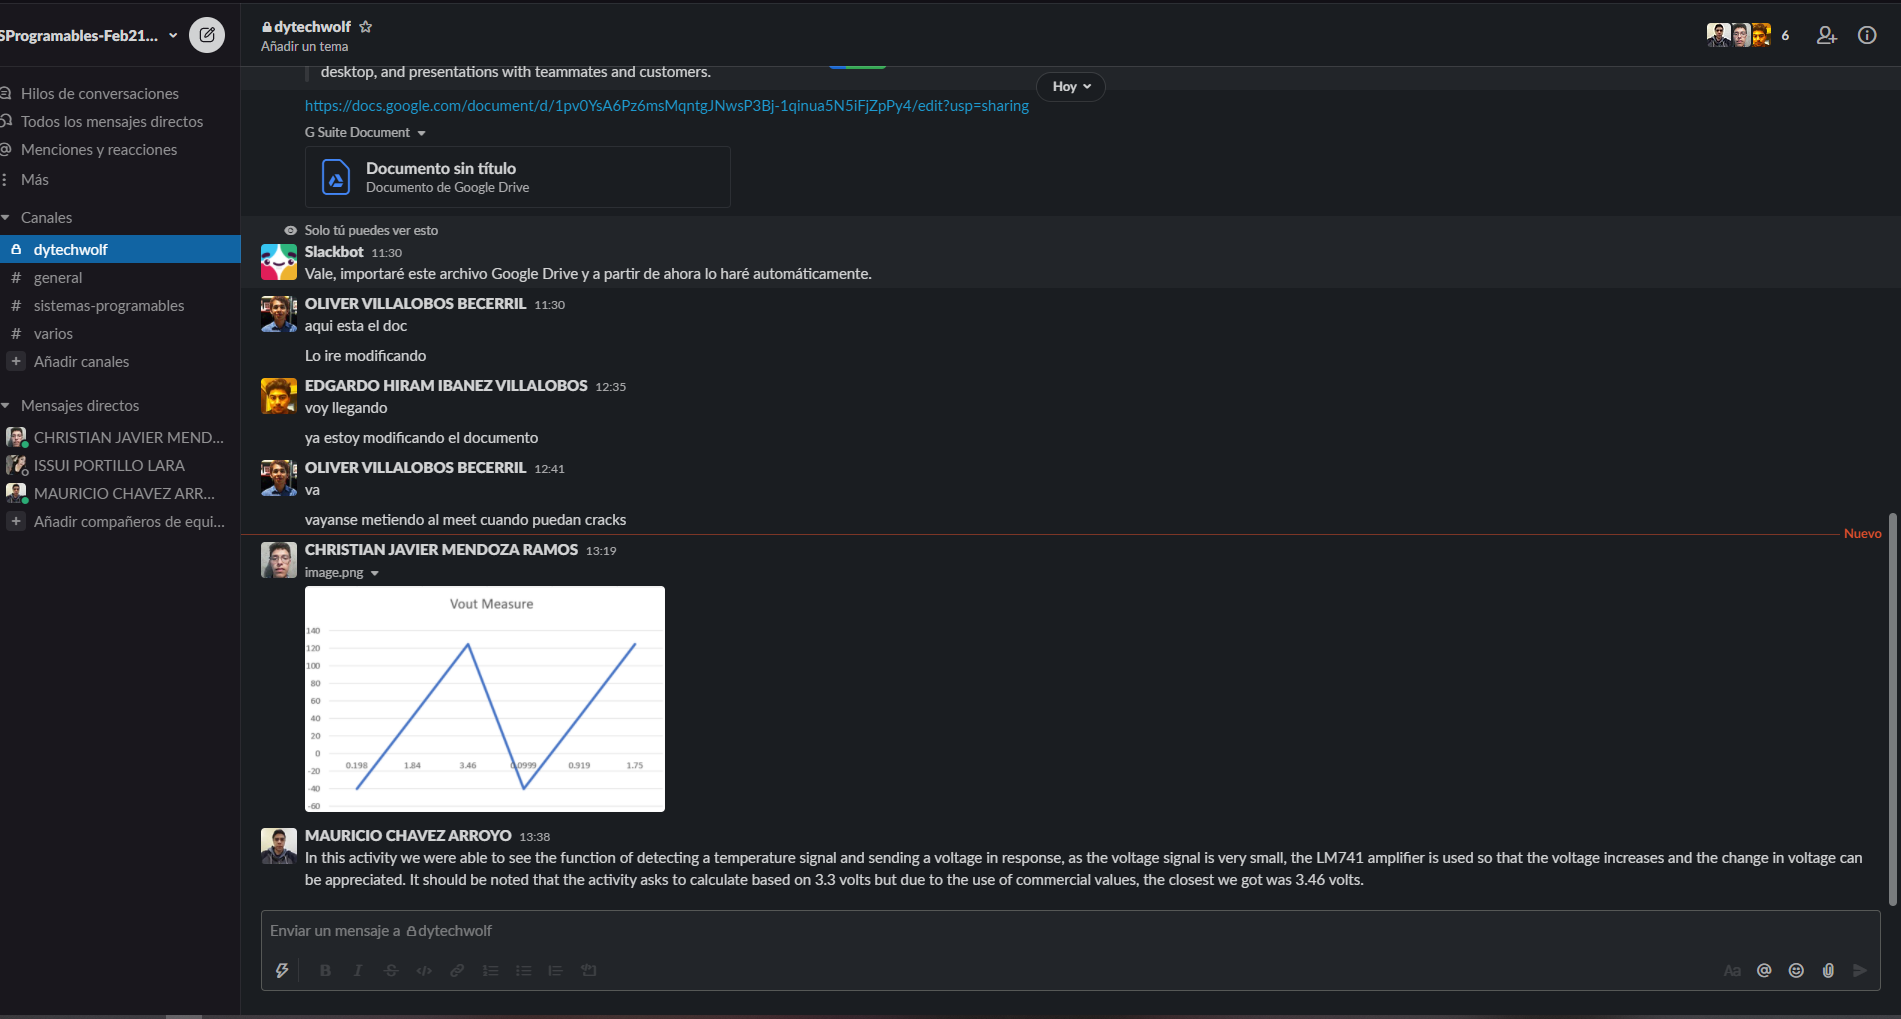 SProgramables-Feb21...
Hilos de conversaciones
Todos los mensajes directos
Menciones y reacciones
Más
Canales
dytechwolf
# general
# sistemas-programables
# varios
+ Añadir canales
Mensajes directos
CHRISTIAN JAVIER MEND...
ISSUI PORTILLO LARA
MAURICIO CHAVEZ ARR...
+ Añadir compañeros de equi...
dytechwolf
Añadir un tema
6
desktop, and presentations with teammates and customers.
Hoy
https://docs.google.com/document/d/1pv0YsA6Pz6msMqntgJNwsP3Bj-1qinua5N5iFjZpPy4/edit?usp=sharing
G Suite Document
Documento sin título
Documento de Google Drive
Solo tú puedes ver esto
Slackbot 11:30
Vale, importaré este archivo Google Drive y a partir de ahora lo haré automáticamente.
OLIVER VILLALOBOS BECERRIL 11:30
aqui esta el doc
Lo ire modificando
EDGARDO HIRAM IBANEZ VILLALOBOS 12:35
voy llegando
ya estoy modificando el documento
OLIVER VILLALOBOS BECERRIL 12:41
va
vayanse metiendo al meet cuando puedan cracks
Nuevo
CHRISTIAN JAVIER MENDOZA RAMOS 13:19
image.png
Vout Measure
140
120
100
80
60
40
20
0
0.198 1.84 3.46 0.0999 0.919 1.75
-20
-40
-60
MAURICIO CHAVEZ ARROYO 13:38
In this activity we were able to see the function of detecting a temperature signal and sending a voltage in response, as the voltage signal is very small, the LM741 amplifier is used so that the voltage increases and the change in voltage can
be appreciated. It should be noted that the activity asks to calculate based on 3.3 volts but due to the use of commercial values, the closest we got was 3.46 volts.
Enviar un mensaje a dytechwolf
B I S </> Aa @